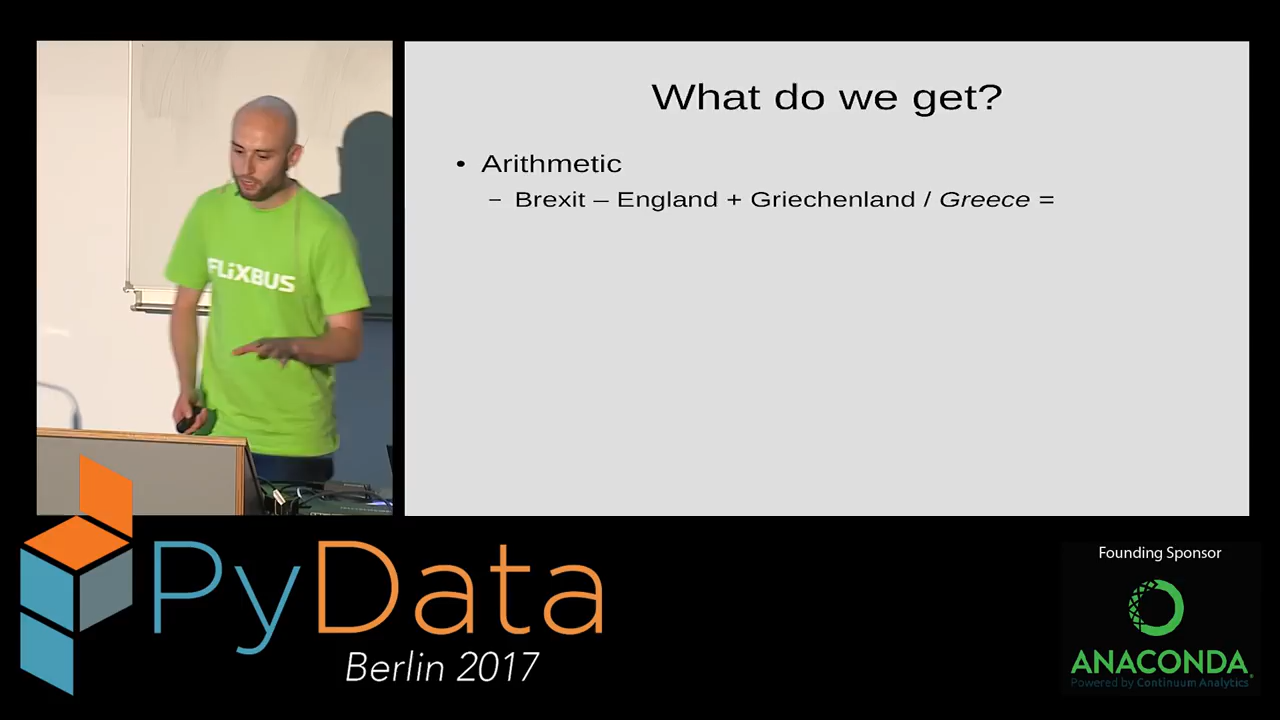 What do we get?
• Arithmetic
– Brexit – England + Griechenland / Greece =
FLiXBUS
PyData
Berlin 2017
Founding Sponsor
ANACONDA.
Powered by Continuum Analytics